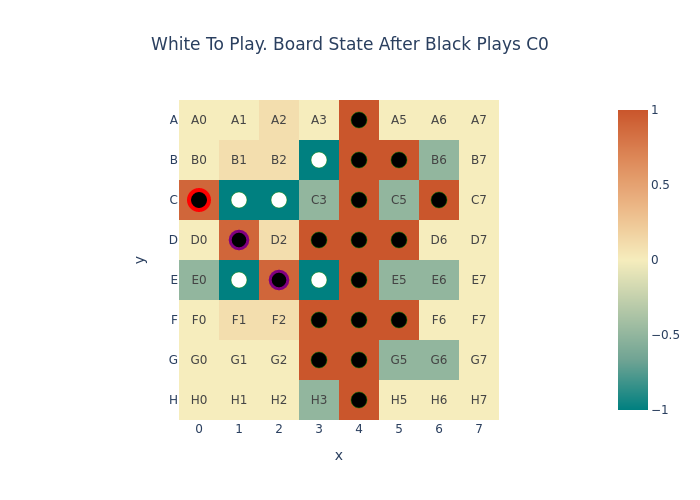 White To Play. Board State After Black Plays C0
A A0 A1 A2 A3 A5 A6 A7
B B0 B1 B2 B6 B7
C C3 C5 C7
D D0 D2 D6 D7
E E0 E5 E6 E7
F F0 F1 F2 F6 F7
G G0 G1 G2 G5 G6 G7
H H0 H1 H2 H3 H5 H6 H7
0 1 2 3 4 5 6 7
x
y
1
0.5
0
−0.5
−1